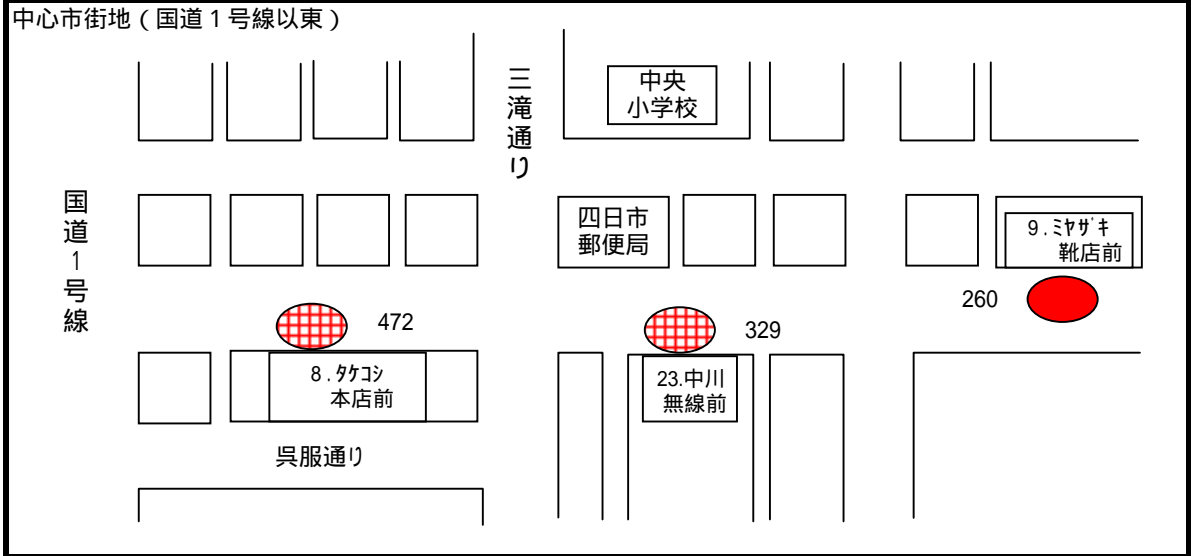 中心市街地(国道1号線以東)
三滝通り
中央
小学校
国道1号線
四日市
郵便局
9.ミヤザキ
靴店前
260
472
329
8.タケコシ
本店前
23.中川
無線前
呉服通り